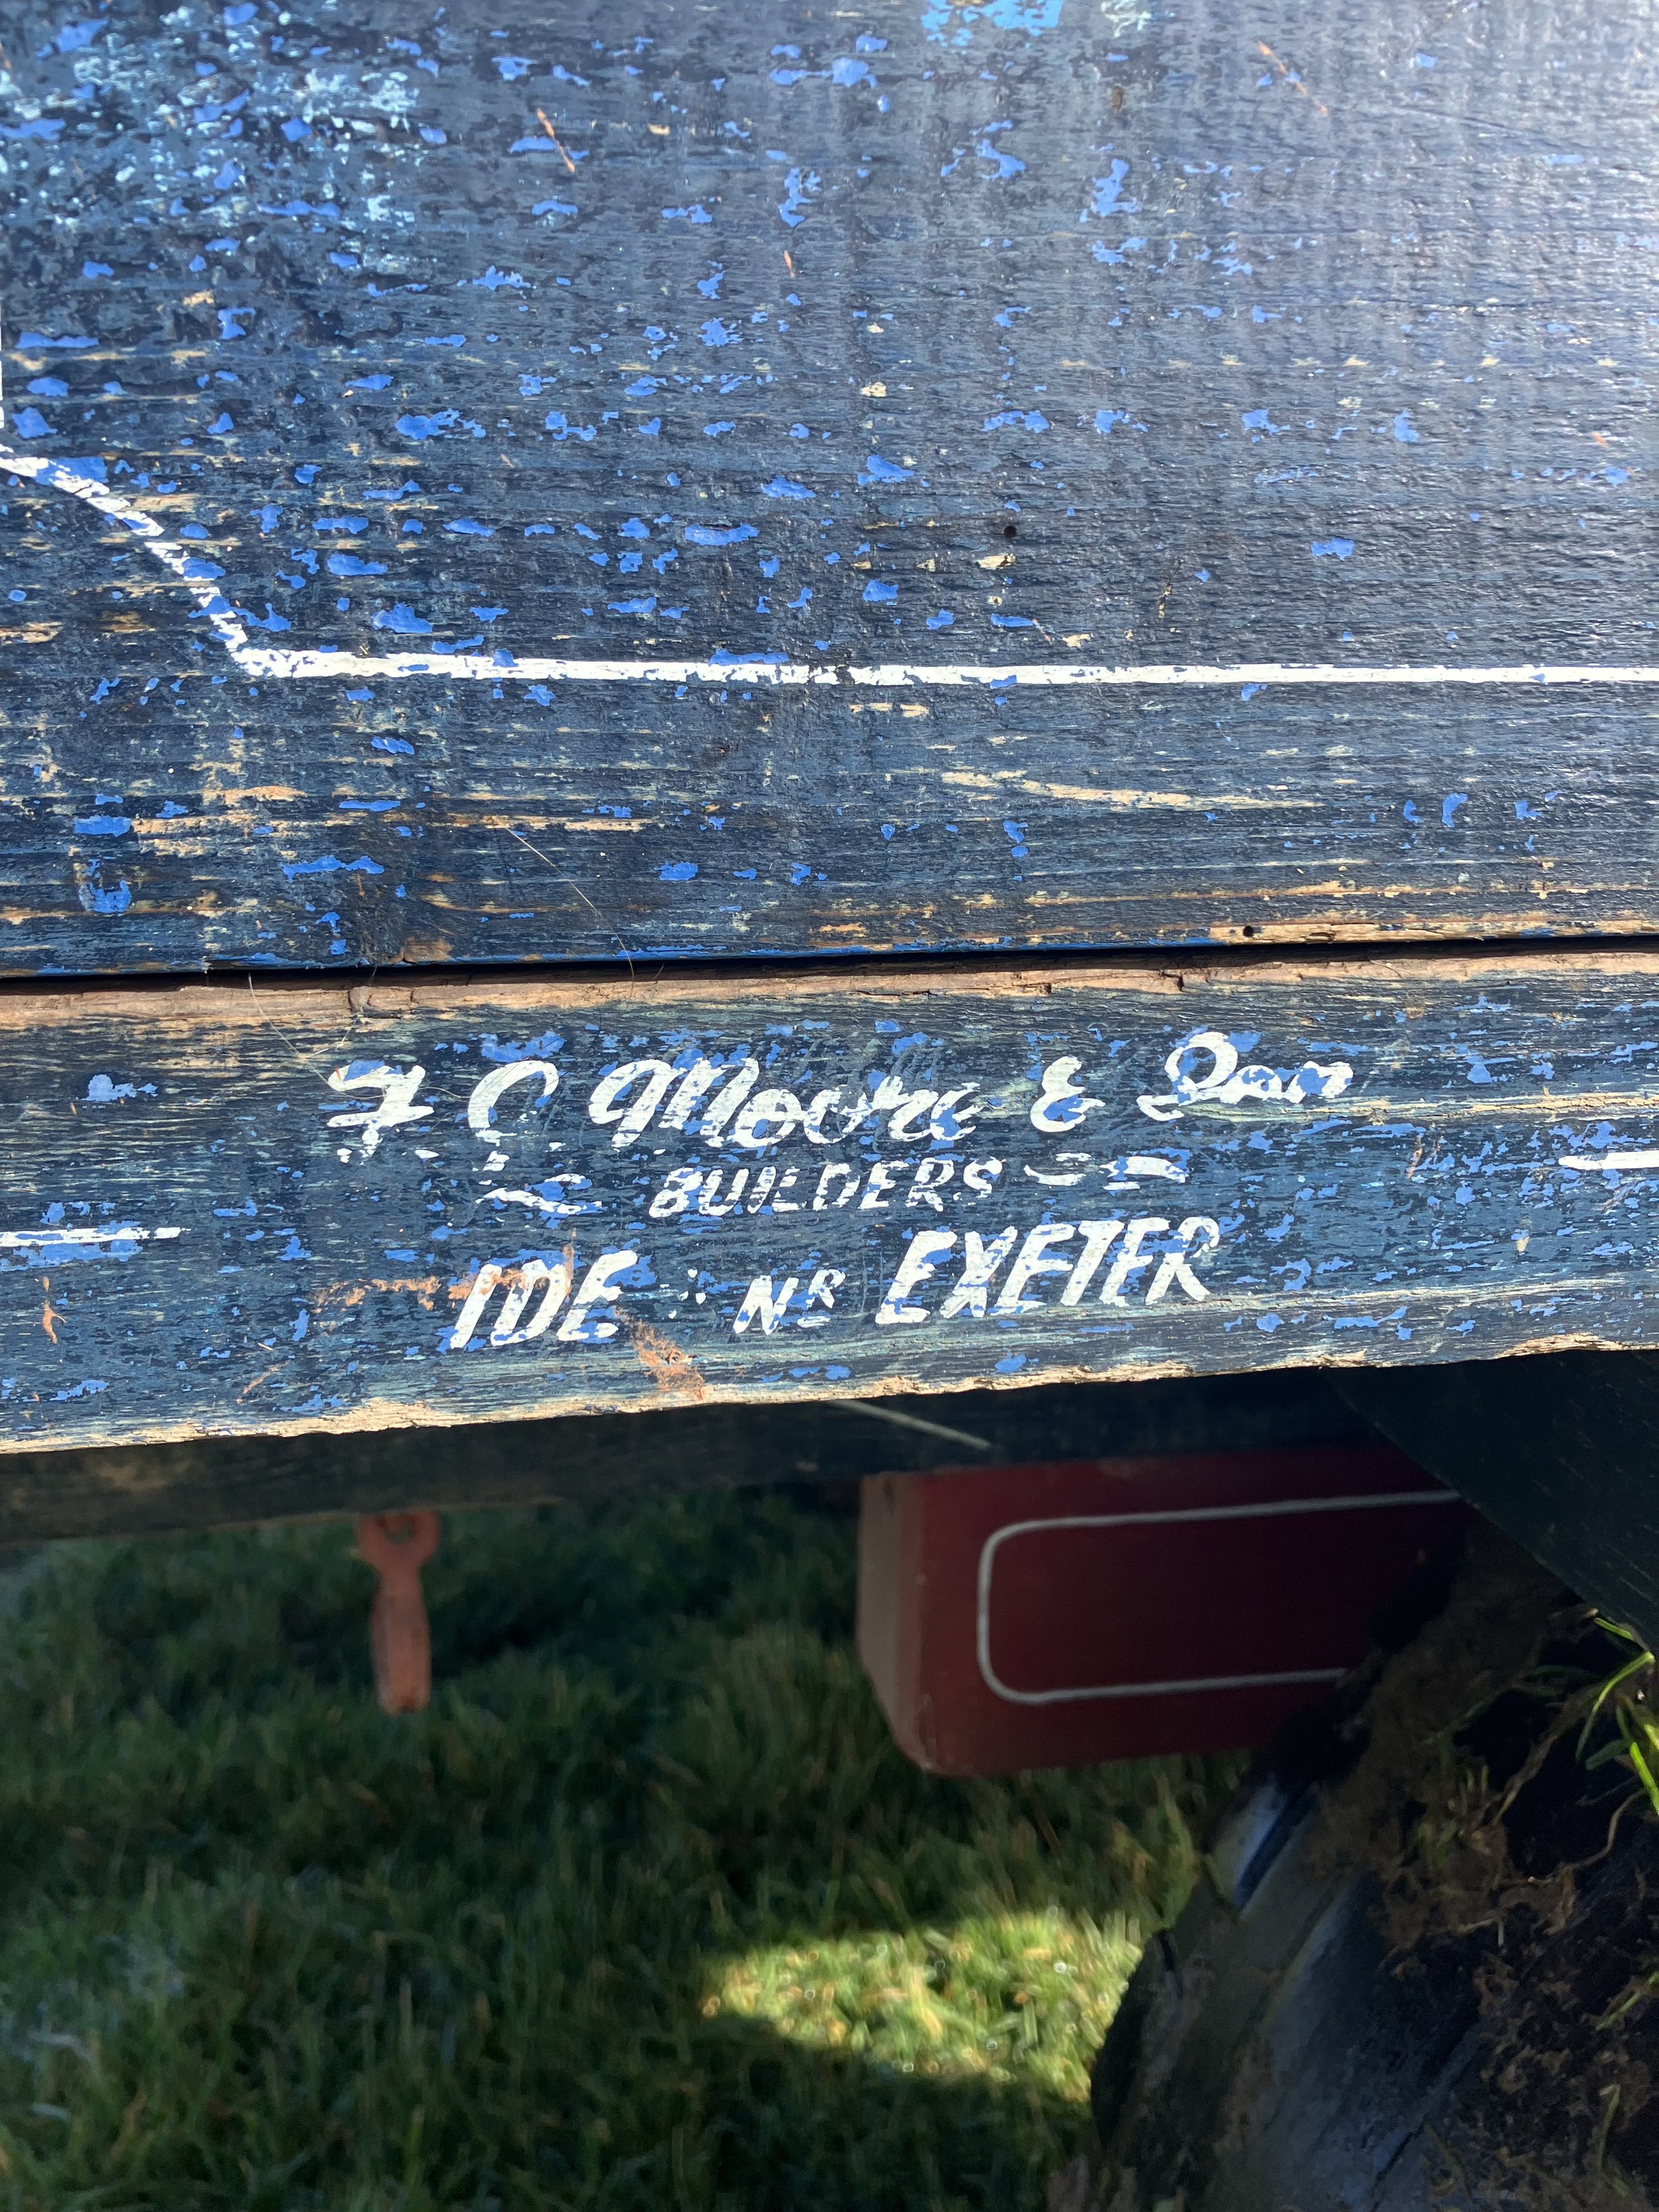 F C Moore & Son
BUILDERS
IDE NR EXETER